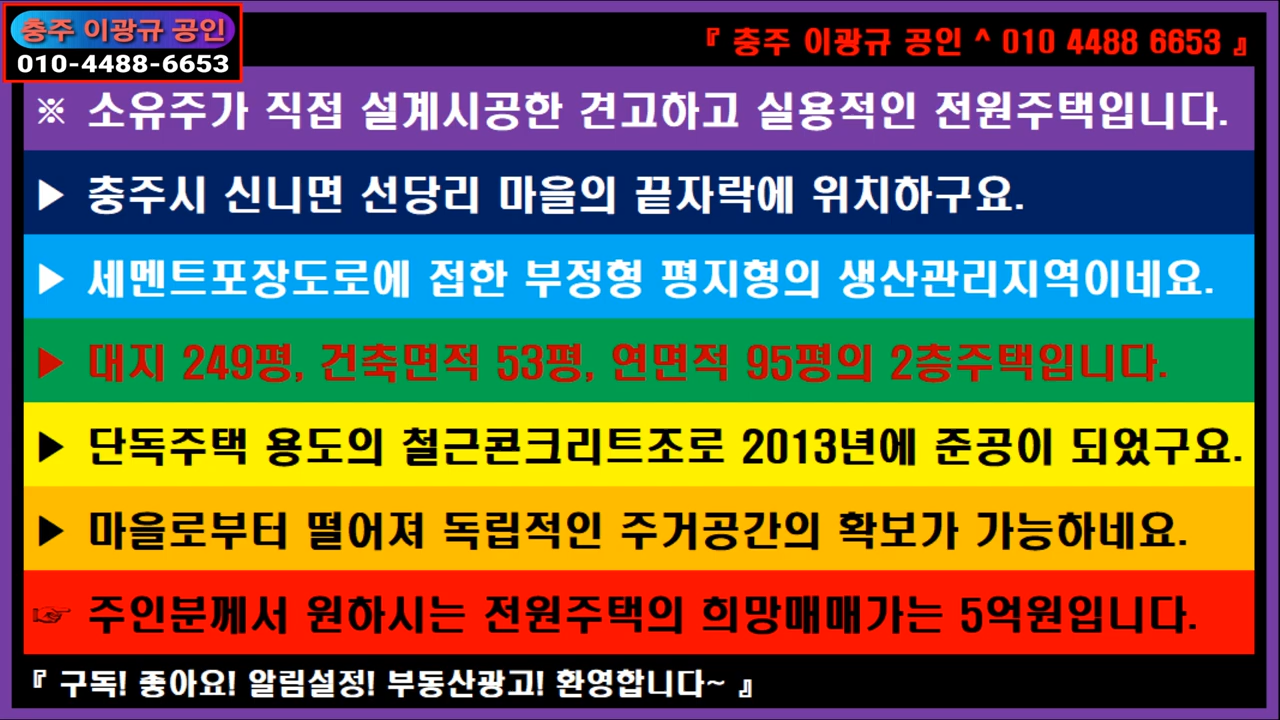 충주 이광규 공인
010-4488-6653
『 충주 이광규 공인 ^ 010 4488 6653 』
※ 소유주가 직접 설계시공한 견고하고 실용적인 전원주택입니다.
▶ 충주시 신니면 선당리 마을의 끝자락에 위치하구요.
▶ 세멘트포장도로에 접한 부정형 평지형의 생산관리지역이네요.
▶ 대지 249평, 건축면적 53평, 연면적 95평의 2층주택입니다.
▶ 단독주택 용도의 철근콘크리트조로 2013년에 준공이 되었구요.
▶ 마을로부터 떨어져 독립적인 주거공간의 확보가 가능하네요.
☞ 주인분께서 원하시는 전원주택의 희망매매가는 5억원입니다.
『 구독! 좋아요! 알림설정! 부동산광고! 환영합니다~ 』